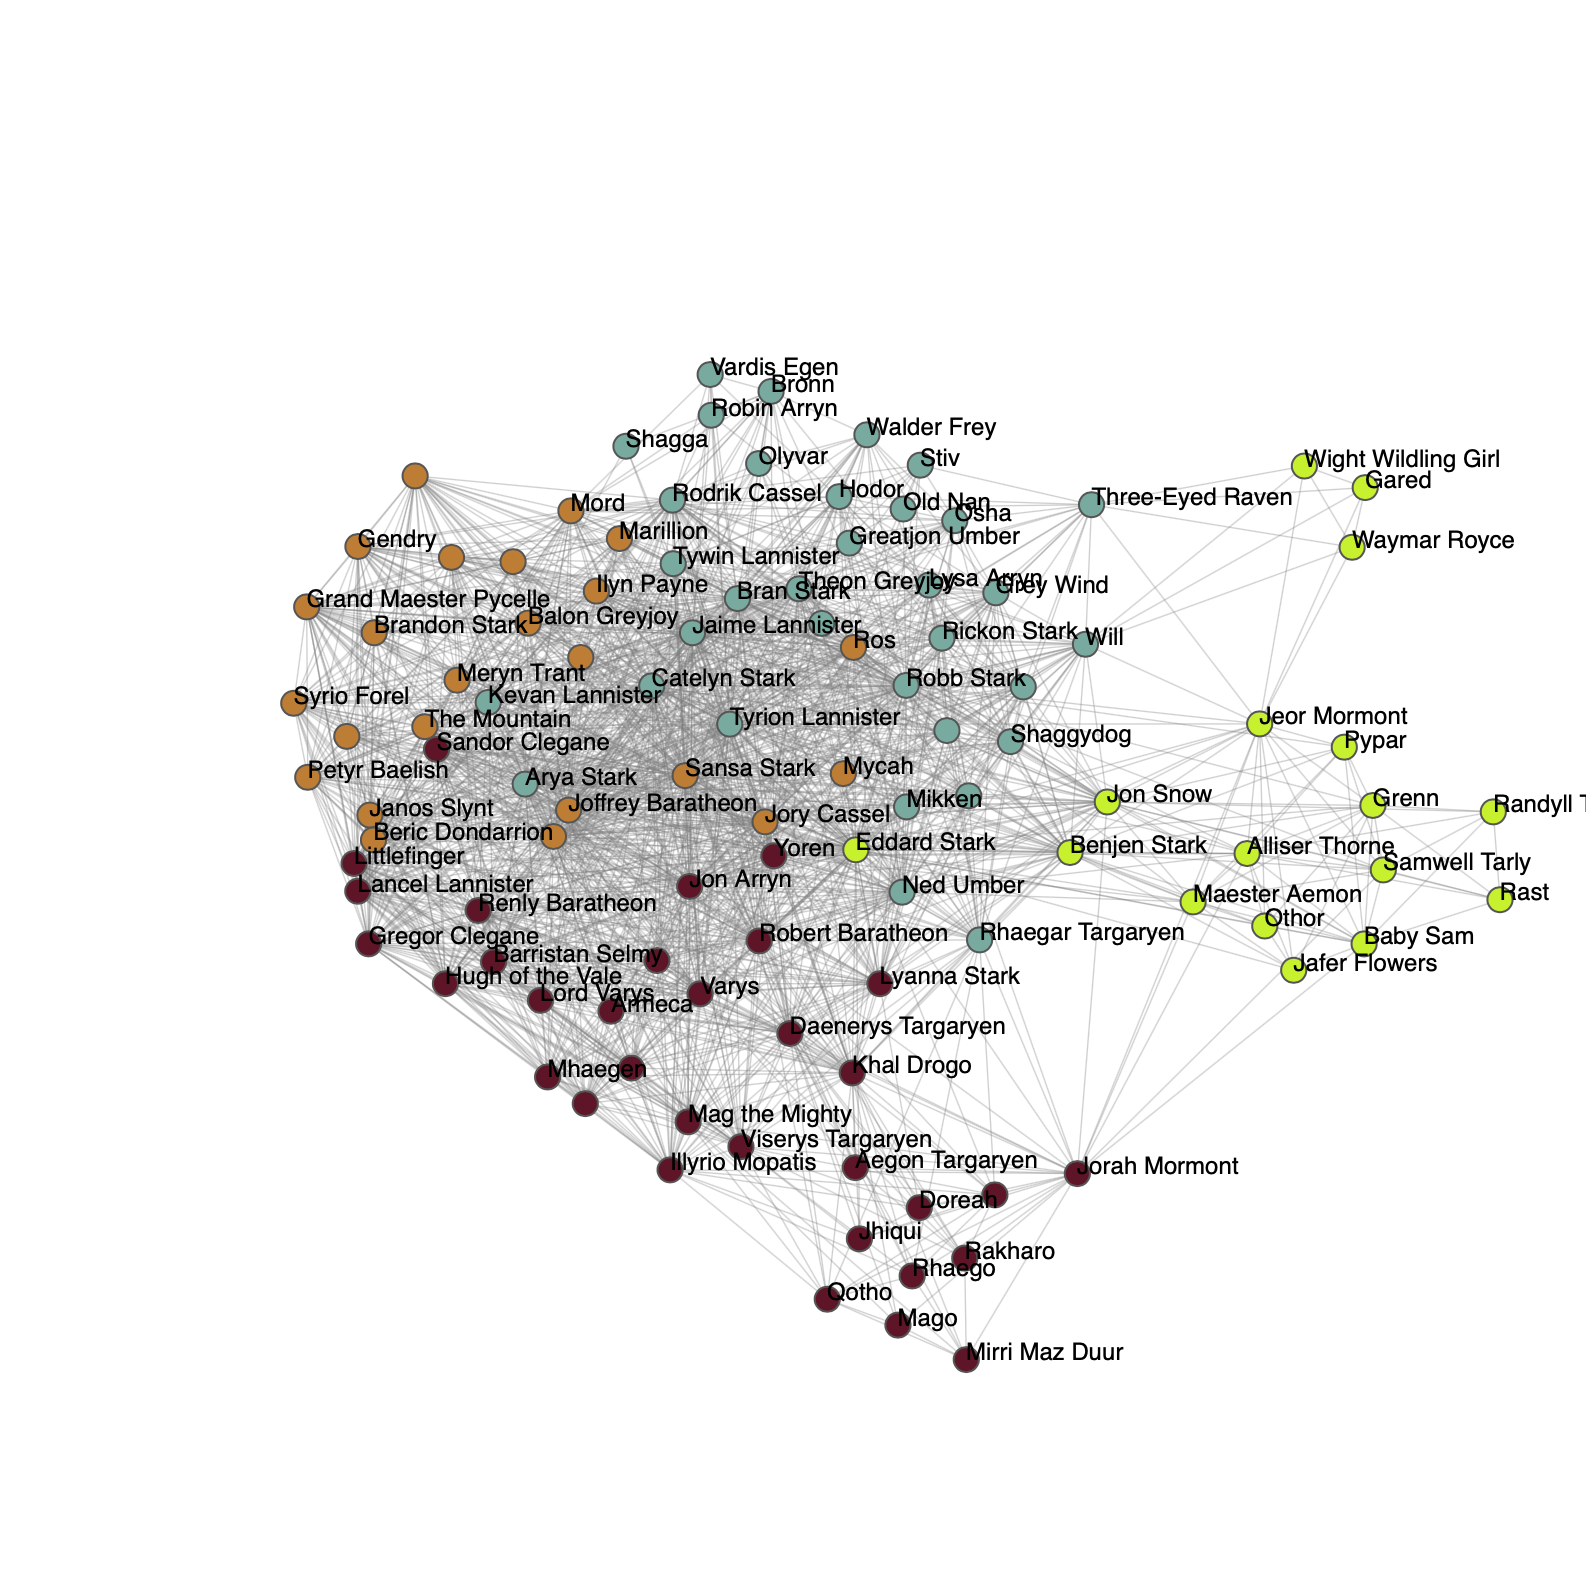 Vardis Egen
Bronn
Robin Arryn
Walder Frey
Shagga
Olyvar
Stiv
Wight Wildling Girl
Gared
Mord
Rodrik Cassel
Hodor
Old Nan
Osha
Three-Eyed Raven
Gendry
Marillion
Greatjon Umber
Waymar Royce
Tywin Lannister
Ilyn Payne
Theon Greyjoy
Lysa Arryn
Grey Wind
Bran Stark
Grand Maester Pycelle
Balon Greyjoy
Brandon Stark
Jaime Lannister
Ros
Rickon Stark
Will
Meryn Trant
Catelyn Stark
Robb Stark
Syrio Forel
Kevan Lannister
The Mountain
Tyrion Lannister
Shaggydog
Jeor Mormont
Pypar
Sandor Clegane
Petyr Baelish
Arya Stark
Sansa Stark
Mycah
Janos Slynt
Joffrey Baratheon
Jory Cassel
Mikken
Jon Snow
Grenn
Randyll T
Beric Dondarrion
Yoren
Eddard Stark
Benjen Stark
Alliser Thorne
Samwell Tarly
Littlefinger
Lancel Lannister
Jon Arryn
Ned Umber
Maester Aemon
Rast
Renly Baratheon
Othor
Gregor Clegane
Robert Baratheon
Rhaegar Targaryen
Baby Sam
Barristan Selmy
Jafer Flowers
Hugh of the Vale
Lyanna Stark
Lord Varys
Varys
Armeca
Daenerys Targaryen
Mhaegen
Khal Drogo
Mag the Mighty
Viserys Targaryen
Illyrio Mopatis
Aegon Targaryen
Jorah Mormont
Doreah
Jhiqui
Rakharo
Rhaego
Qotho
Mago
Mirri Maz Duur